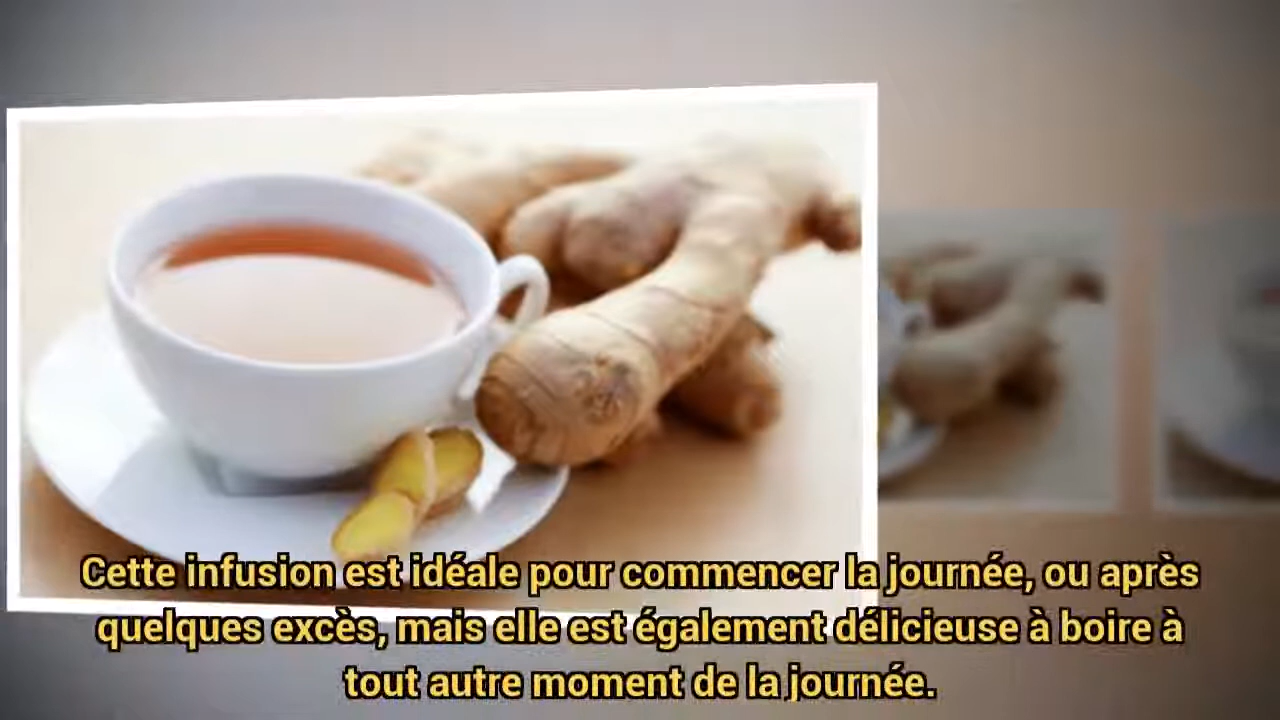 Cette infusion est idéale pour commencer la journée, ou après
quelques excès, mais elle est également délicieuse à boire à
tout autre moment de la journée.